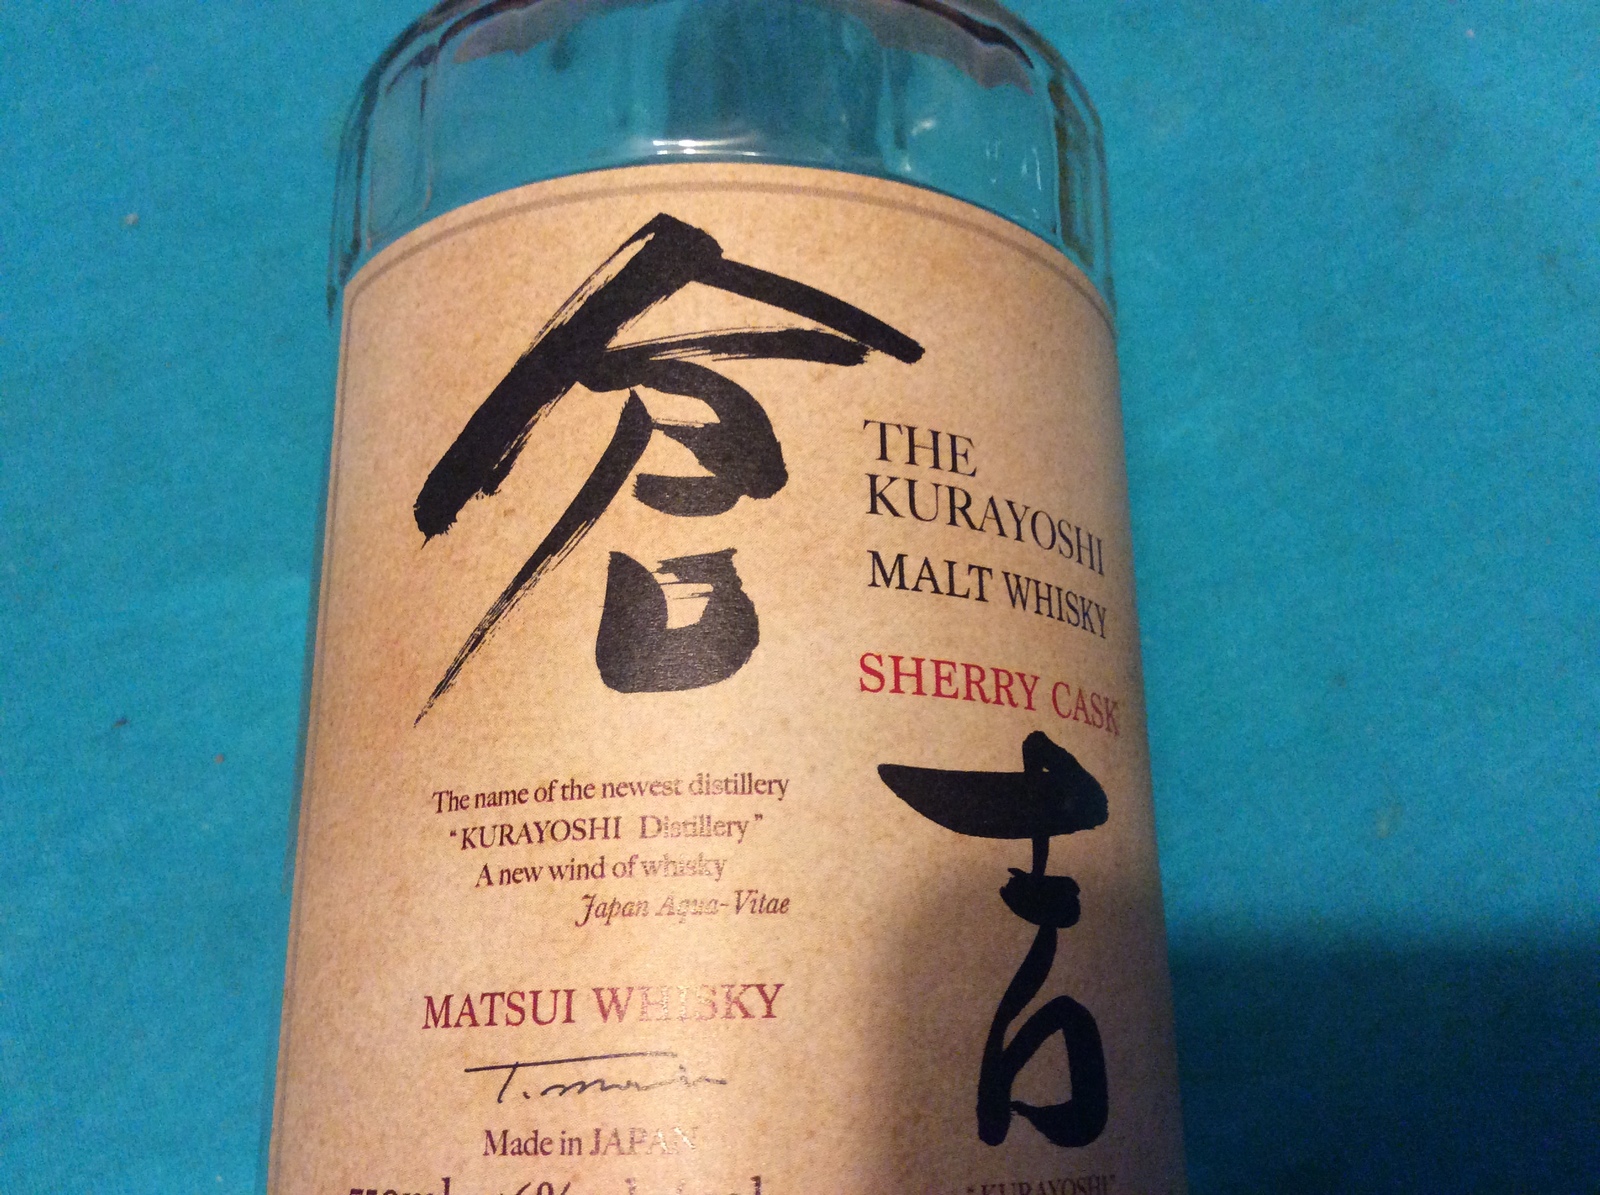 倉
THE
KURAYOSHI
MALT WHISKY
SHERRY CASK
吉
The name of the newest distillery
"KURAYOSHI Distillery"
A new wind of whisky
Japan Aqua-Vitae
MATSUI WHISKY
Made in JAPAN
"KURAYOSHI"